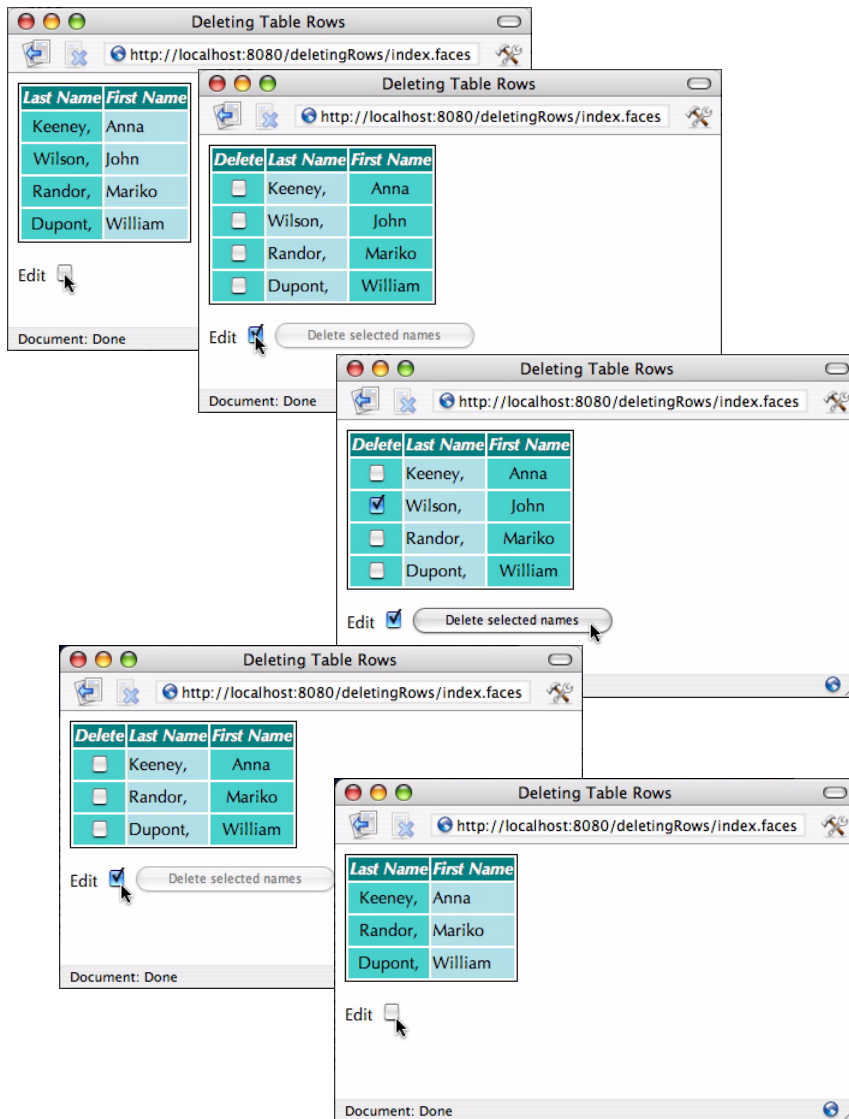 Deleting Table Rows
http://localhost:8080/deletingRows/index.faces
Last Name First Name
Keeney, Anna
Wilson, John
Randor, Mariko
Dupont, William
Edit
Document: Done
Deleting Table Rows
http://localhost:8080/deletingRows/index.faces
Delete Last Name First Name
Keeney, Anna
Wilson, John
Randor, Mariko
Dupont, William
Edit Delete selected names
Document: Done
Deleting Table Rows
http://localhost:8080/deletingRows/index.faces
Delete Last Name First Name
Keeney, Anna
Wilson, John
Randor, Mariko
Dupont, William
Edit Delete selected names
Deleting Table Rows
http://localhost:8080/deletingRows/index.faces
Delete Last Name First Name
Keeney, Anna
Randor, Mariko
Dupont, William
Edit Delete selected names
Document: Done
Deleting Table Rows
http://localhost:8080/deletingRows/index.faces
Last Name First Name
Keeney, Anna
Randor, Mariko
Dupont, William
Edit
Document: Done